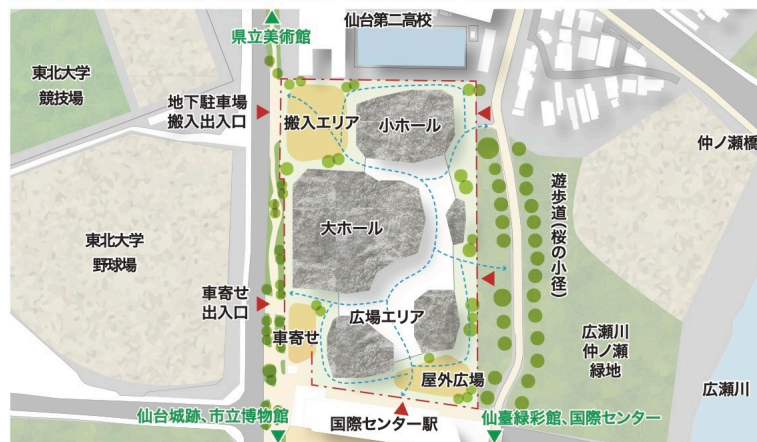 仙台第二高校
県立美術館
東北大学
競技場
地下駐車場
搬入出入口
搬入エリア
小ホール
仲ノ瀬橋
大ホール
遊歩道(桜の小径)
東北大学
野球場
車寄せ
出入口
車寄せ
広場エリア
広瀬川
仲ノ瀬
緑地
屋外広場
広瀬川
仙台城跡、市立博物館
国際センター駅
仙臺緑彩館、国際センター